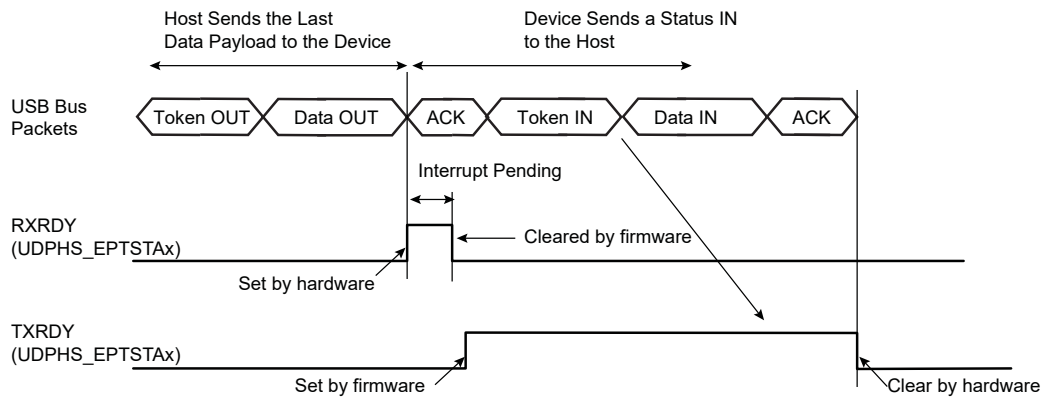 Host Sends the Last
Data Payload to the Device
Device Sends a Status IN
to the Host
USB Bus
Packets
Token OUT
Data OUT
ACK
Token IN
Data IN
ACK
Interrupt Pending
RXRDY
(UDPHS_EPTSTAx)
Cleared by firmware
Set by hardware
TXRDY
(UDPHS_EPTSTAx)
Set by firmware
Clear by hardware